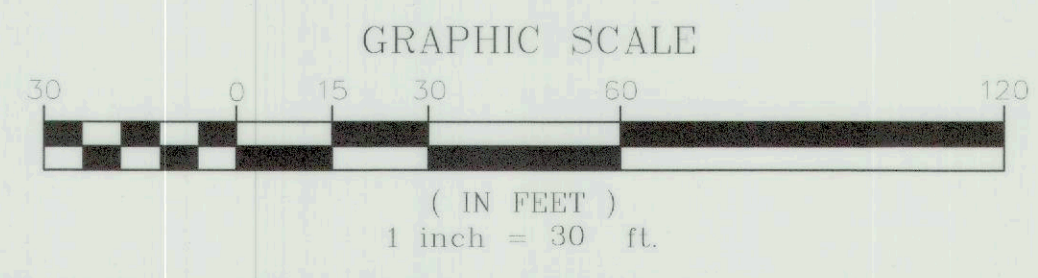 GRAPHIC SCALE
30 0 15 30 60 120
( IN FEET )
1 inch = 30 ft.